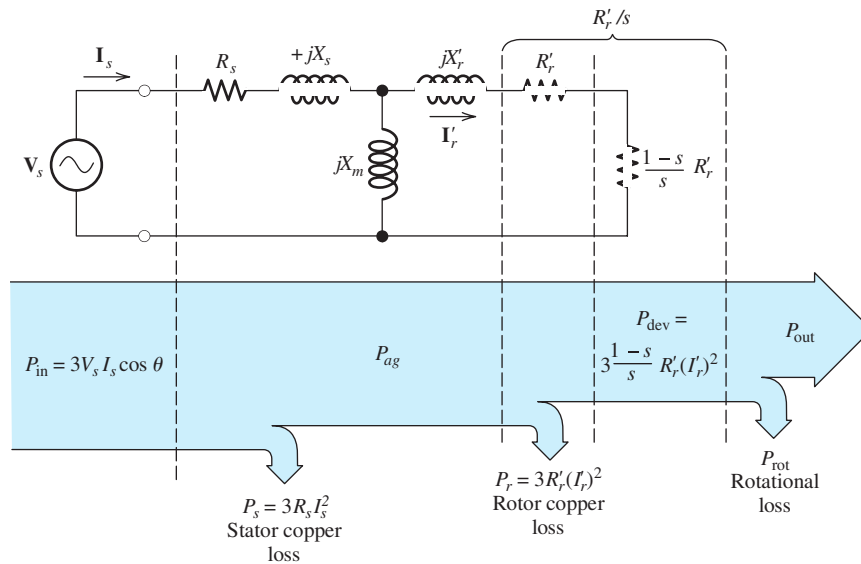 R′r/s
Is
Rs
+jXs
jX′r
R′r
I′r
Vs
jXm
1 – s / s R′r
Pin = 3VsIs cos θ
Pag
Pdev =
3 1 – s / s R′r(I′r)²
Pout
Ps = 3RsIs²
Stator copper
loss
Pr = 3R′r(I′r)²
Rotor copper
loss
Prot
Rotational
loss